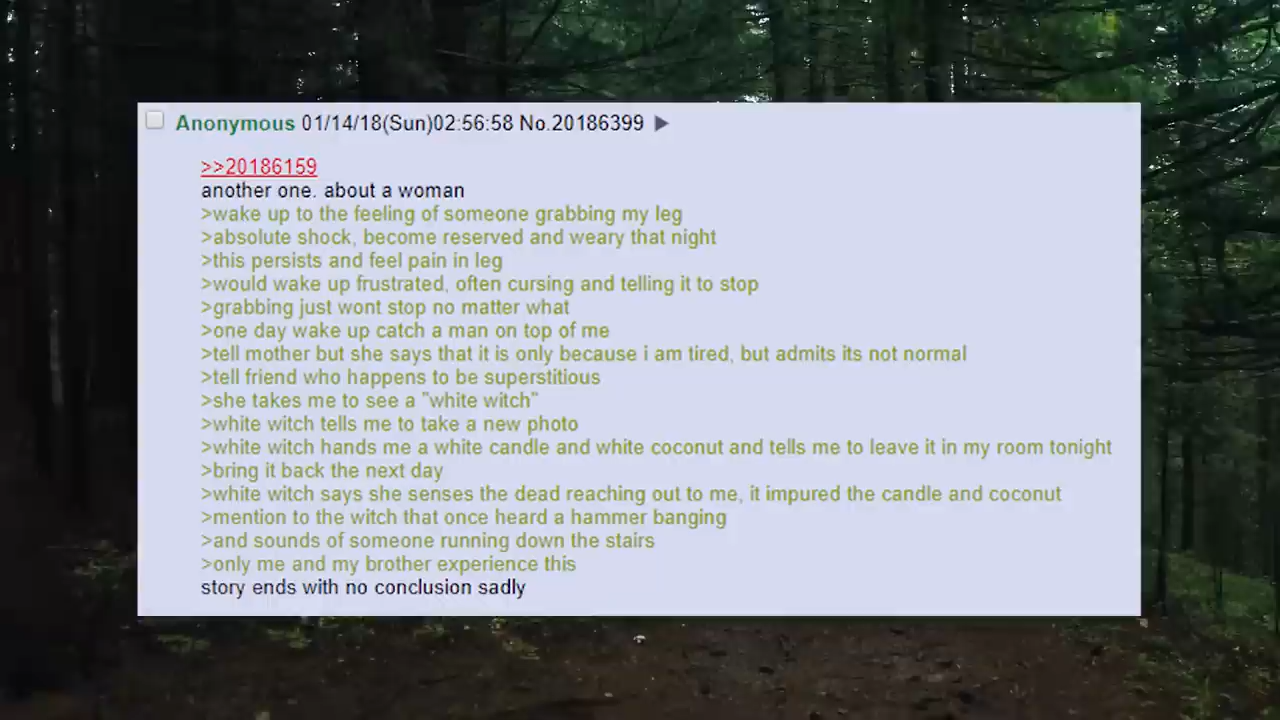 Anonymous 01/14/18(Sun)02:56:58 No.20186399 ▶
>>20186159
another one. about a woman
>wake up to the feeling of someone grabbing my leg
>absolute shock, become reserved and weary that night
>this persists and feel pain in leg
>would wake up frustrated, often cursing and telling it to stop
>grabbing just wont stop no matter what
>one day wake up catch a man on top of me
>tell mother but she says that it is only because i am tired, but admits its not normal
>tell friend who happens to be superstitious
>she takes me to see a "white witch"
>white witch tells me to take a new photo
>white witch hands me a white candle and white coconut and tells me to leave it in my room tonight
>bring it back the next day
>white witch says she senses the dead reaching out to me, it impured the candle and coconut
>mention to the witch that once heard a hammer banging
>and sounds of someone running down the stairs
>only me and my brother experience this
story ends with no conclusion sadly